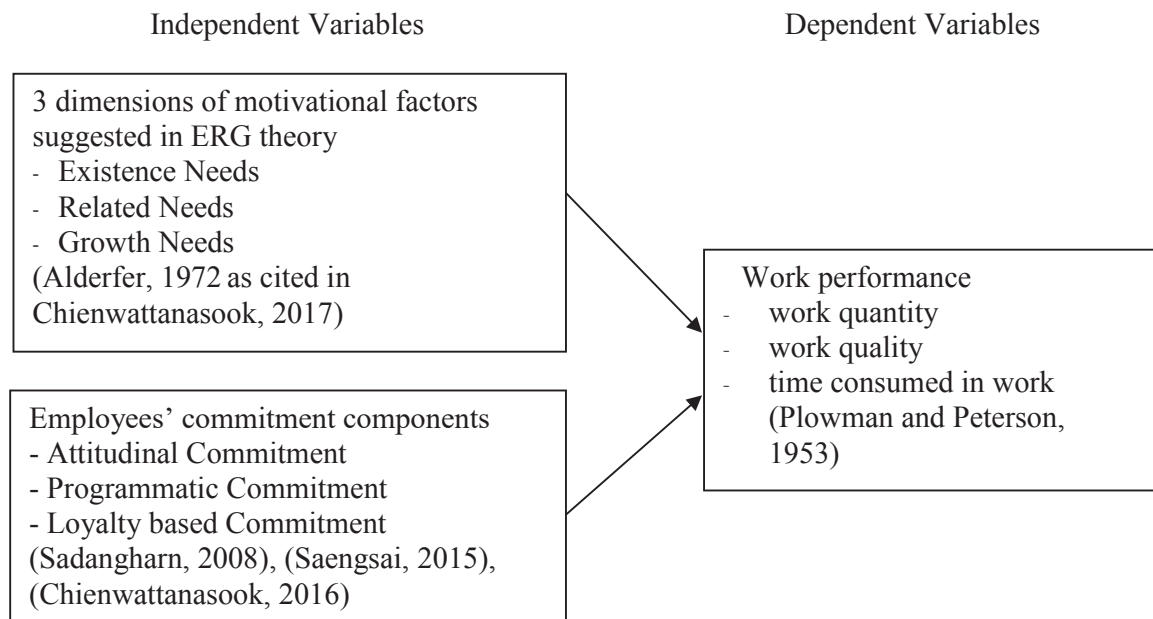 Independent Variables
Dependent Variables
3 dimensions of motivational factors
suggested in ERG theory
- Existence Needs
- Related Needs
- Growth Needs
(Alderfer, 1972 as cited in
Chienwattanasook, 2017)
Employees’ commitment components
- Attitudinal Commitment
- Programmatic Commitment
- Loyalty based Commitment
(Sadangharn, 2008), (Saengsai, 2015),
(Chienwattanasook, 2016)
Work performance
- work quantity
- work quality
- time consumed in work
(Plowman and Peterson,
1953)